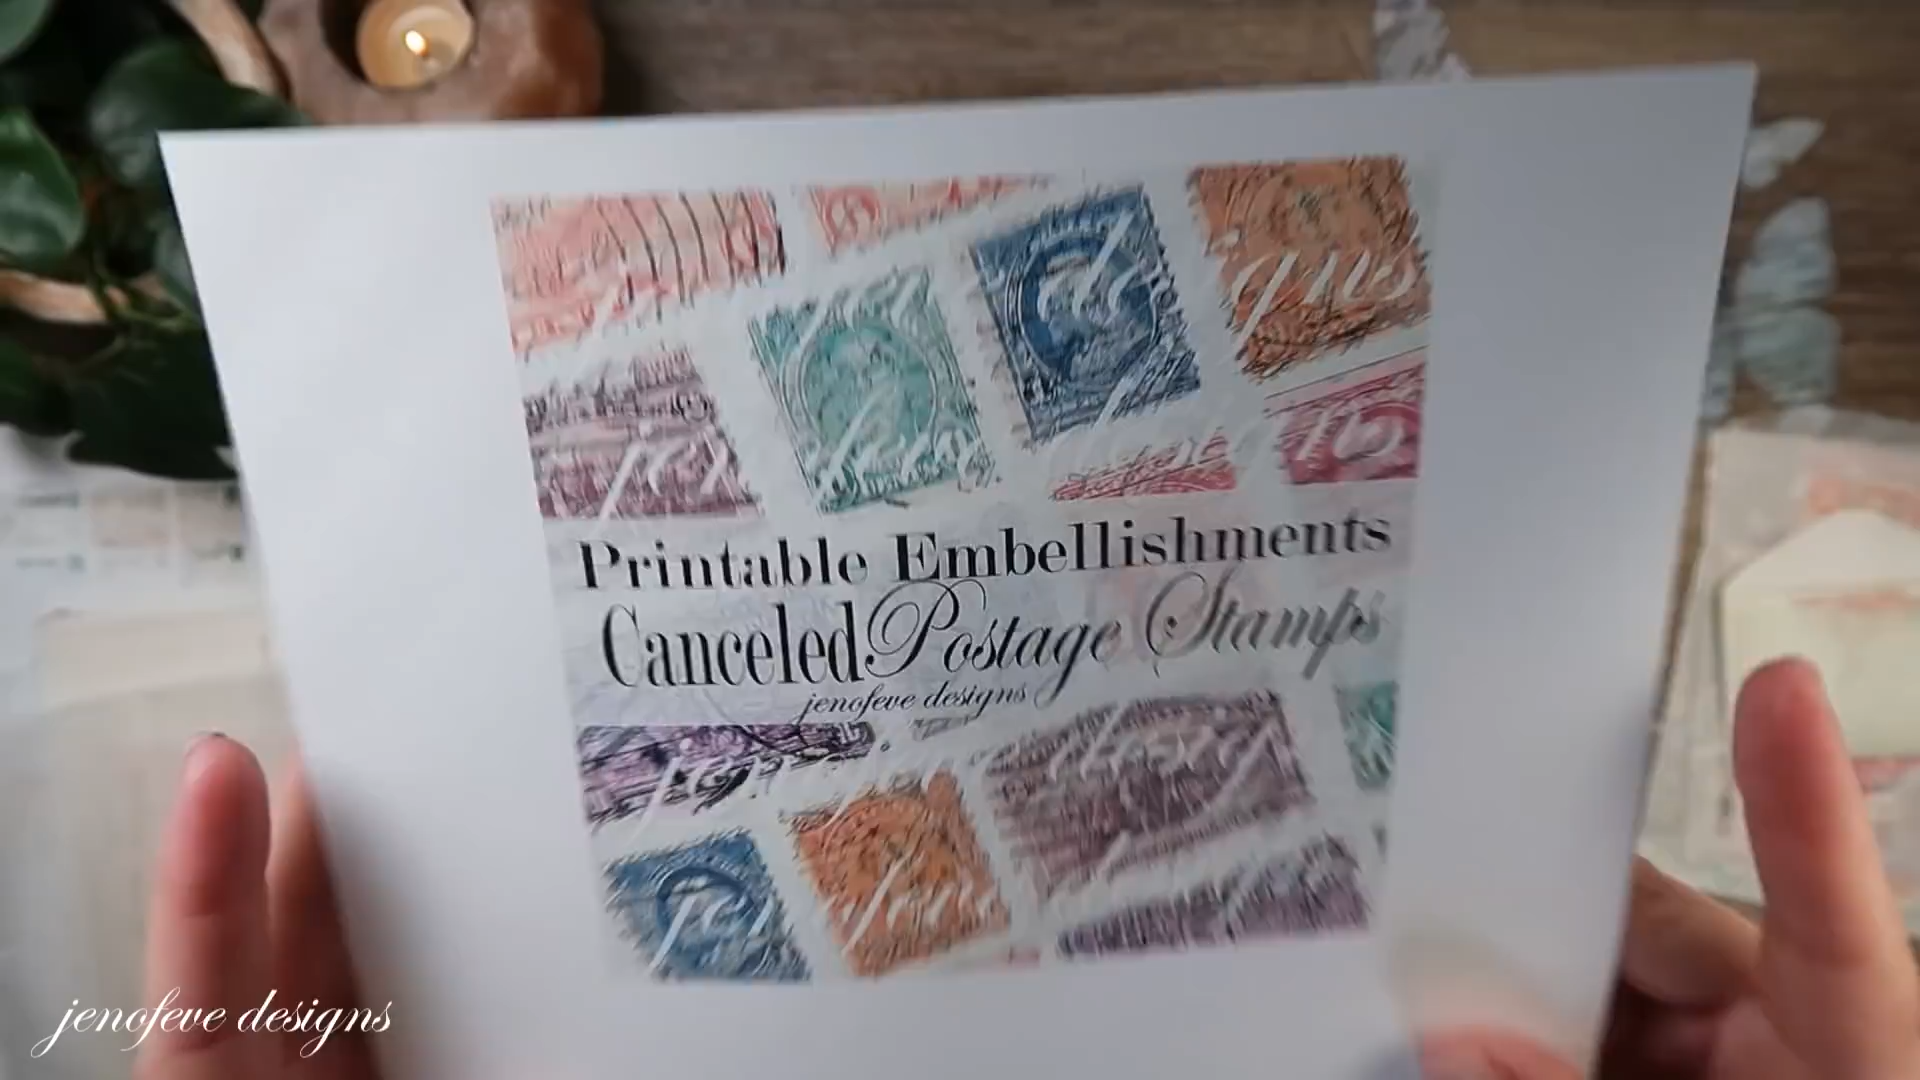 Printable Embellishments
Canceled Postage Stamps
jenofeve designs
jenofeve designs